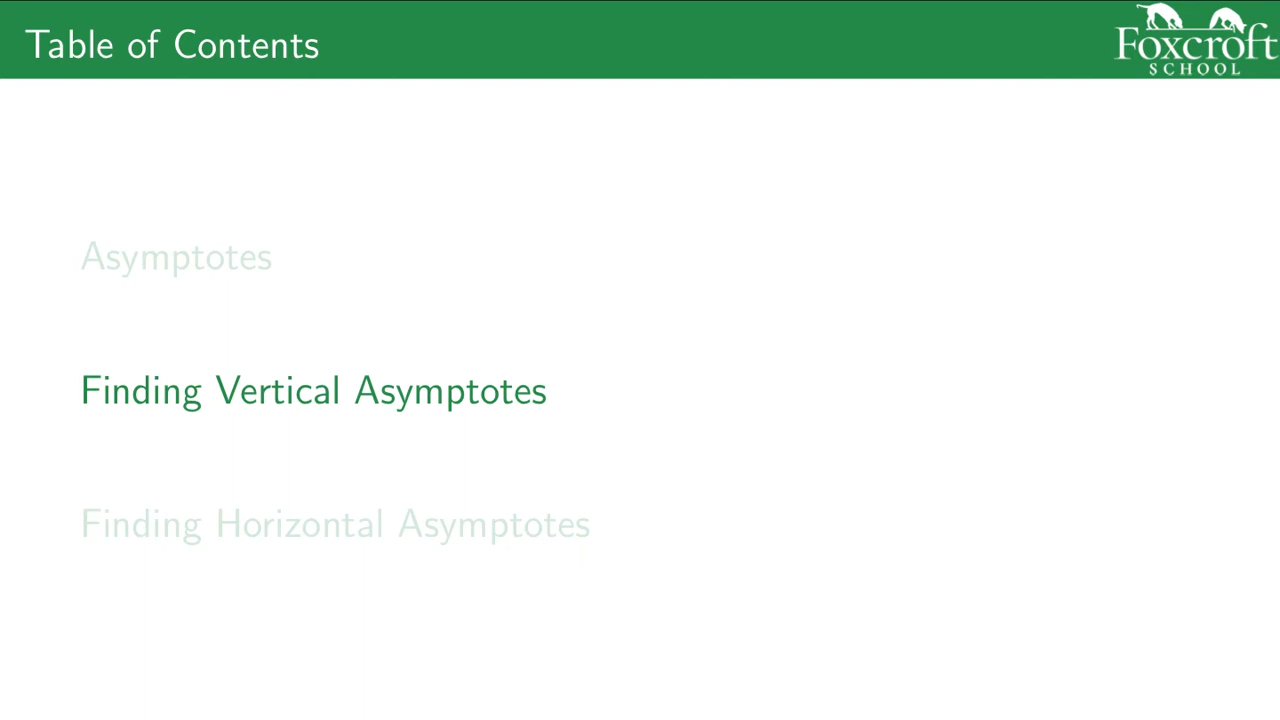 Table of Contents
Foxcroft
SCHOOL
Asymptotes
Finding Vertical Asymptotes
Finding Horizontal Asymptotes